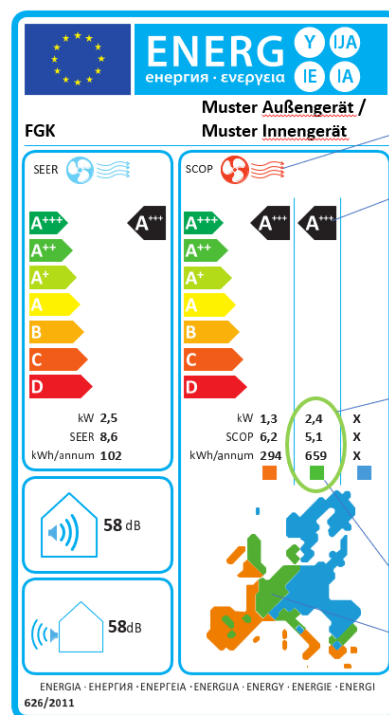 ENERG Y IJA
енергия · ενεργεια IE IA
Muster Außengerät /
FGK Muster Innengerät
SEER
SCOP
A+++ A+++
A++
A+
A
B
C
D
kW 2,5
SEER 8,6
kWh/annum 102
A+++ A+++ A+++
A++
A+
A
B
C
D
kW 1,3 2,4 X
SCOP 6,2 5,1 X
kWh/annum 294 659 X
58 dB
58dB
ENERGIA · ЕНЕРГИЯ · ΕΝΕΡΓΕΙΑ · ENERGIJA · ENERGY · ENERGIE · ENERGI
626/2011